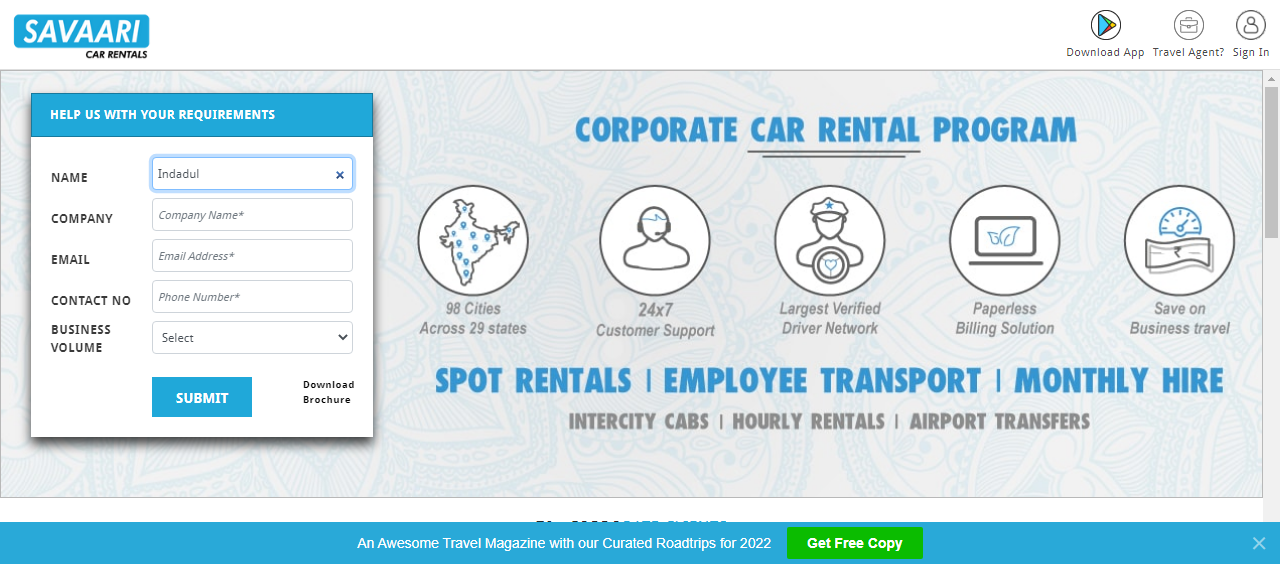 SAVAARI
CAR RENTALS
Download App
Travel Agent?
Sign In
HELP US WITH YOUR REQUIREMENTS
NAME
Indadul
COMPANY
Company Name*
EMAIL
Email Address*
CONTACT NO
Phone Number*
BUSINESS
VOLUME
Select
SUBMIT
Download
Brochure
CORPORATE CAR RENTAL PROGRAM
98 Cities
Across 29 states
24x7
Customer Support
Largest Verified
Driver Network
Paperless
Billing Solution
Save on
Business travel
SPOT RENTALS | EMPLOYEE TRANSPORT | MONTHLY HIRE
INTERCITY CABS | HOURLY RENTALS | AIRPORT TRANSFERS
An Awesome Travel Magazine with our Curated Roadtrips for 2022
Get Free Copy